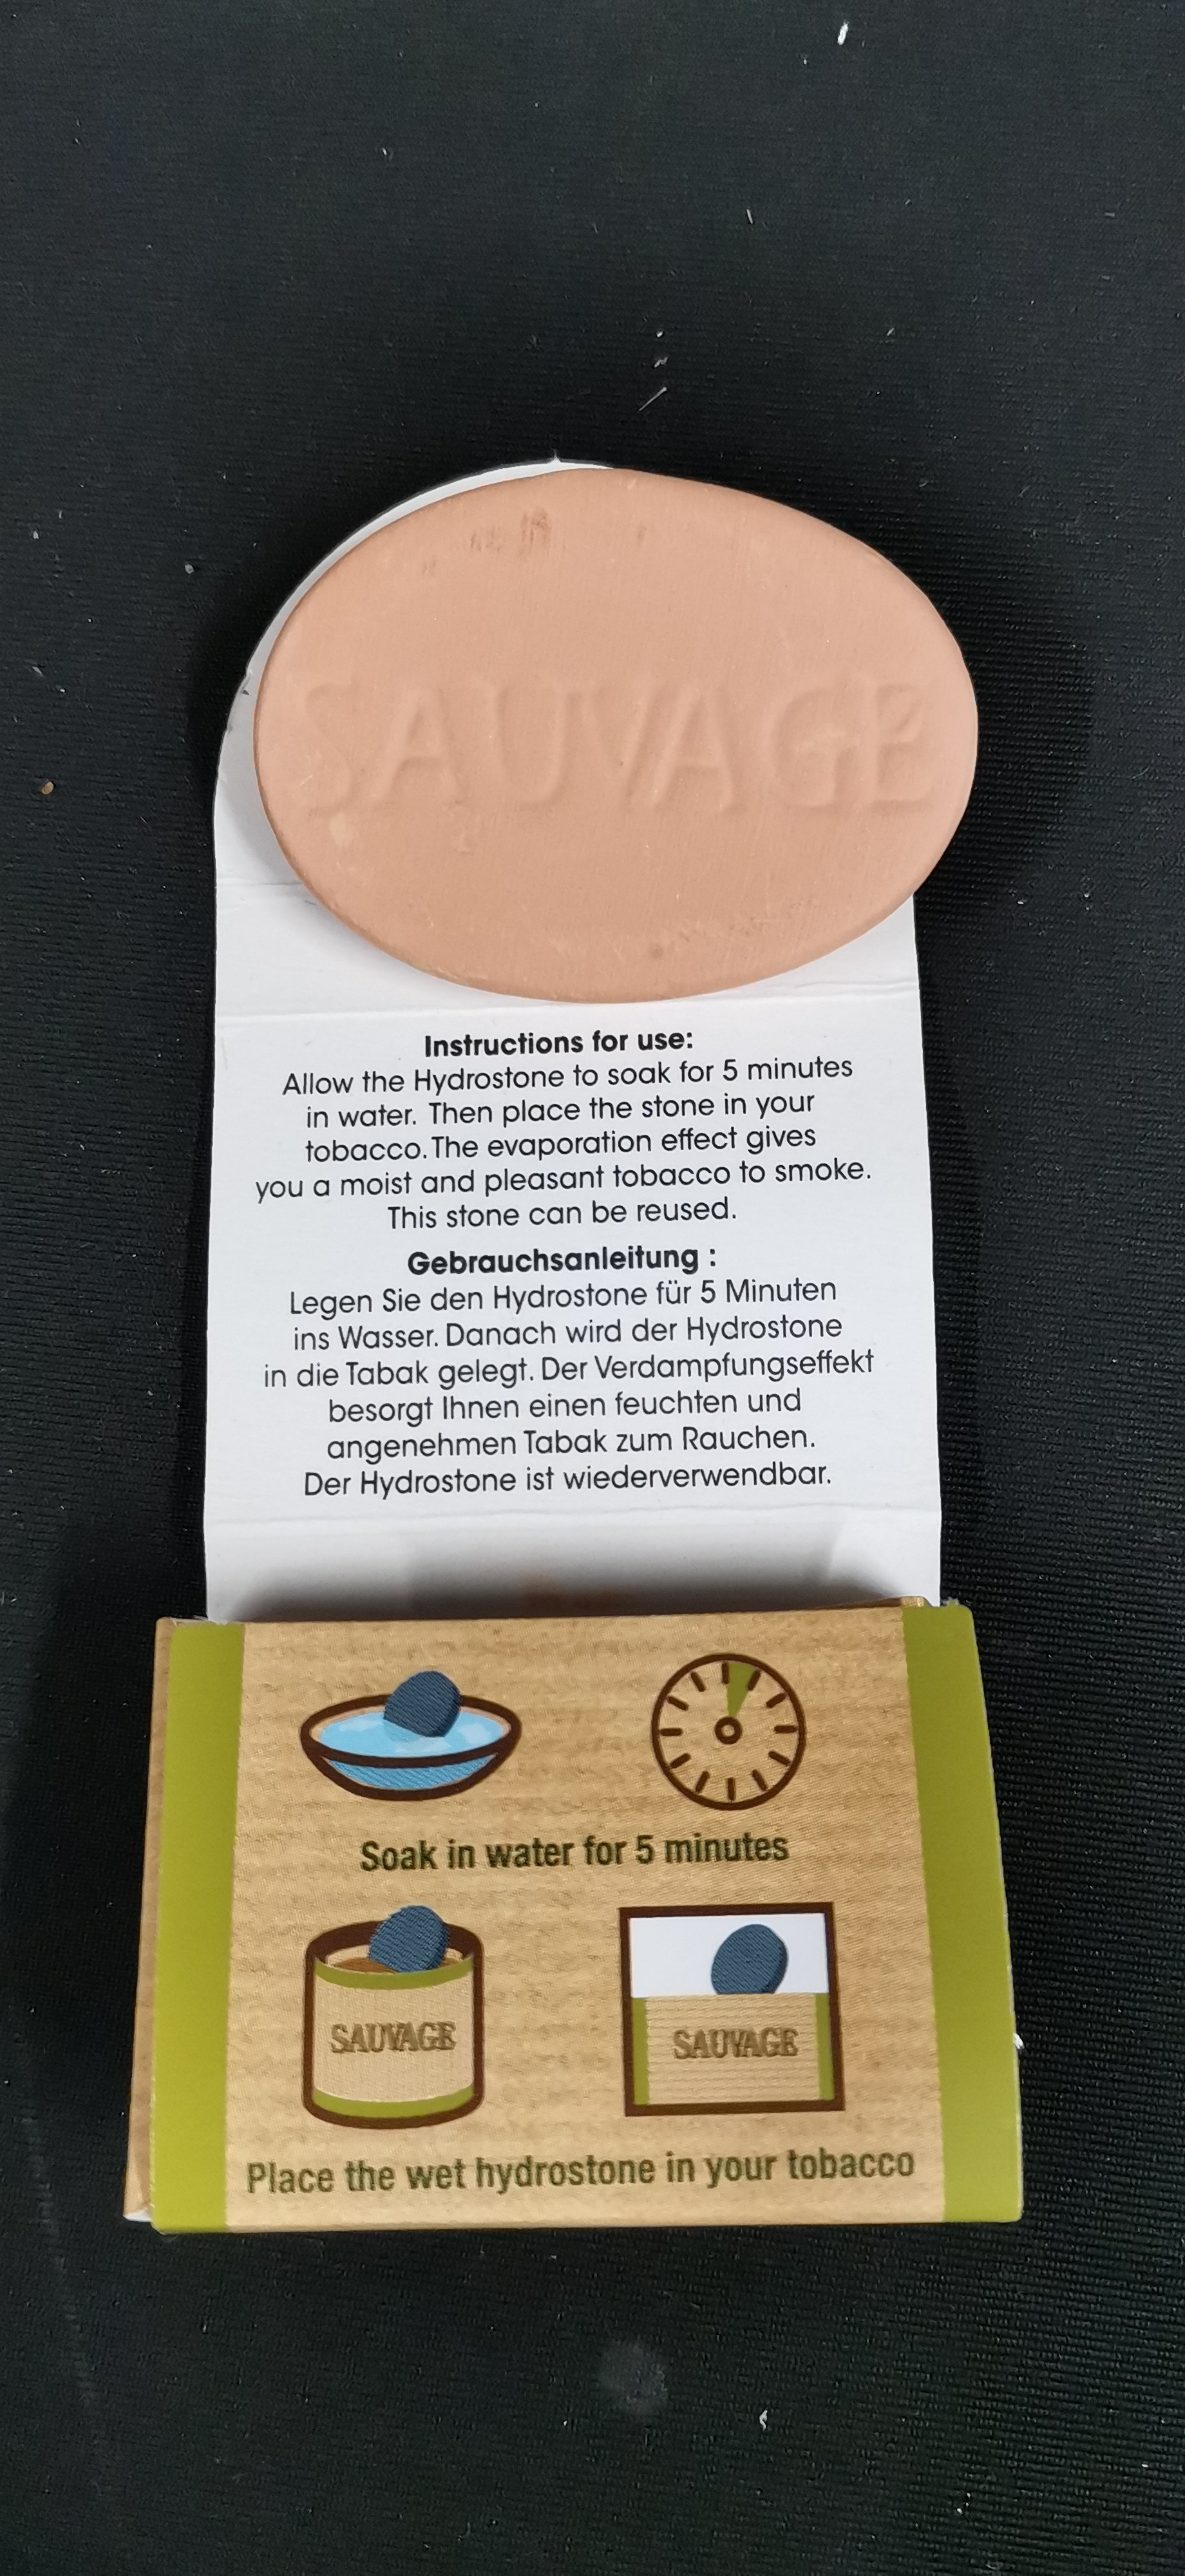 SAUVAGE
Instructions for use:
Allow the Hydrostone to soak for 5 minutes
in water. Then place the stone in your
tobacco. The evaporation effect gives
you a moist and pleasant tobacco to smoke.
This stone can be reused.
Gebrauchsanleitung :
Legen Sie den Hydrostone für 5 Minuten
ins Wasser. Danach wird der Hydrostone
in die Tabak gelegt. Der Verdampfungseffekt
besorgt Ihnen einen feuchten und
angenehmen Tabak zum Rauchen.
Der Hydrostone ist wiederverwendbar.
Soak in water for 5 minutes
SAUVAGE
SAUVAGE
Place the wet hydrostone in your tobacco